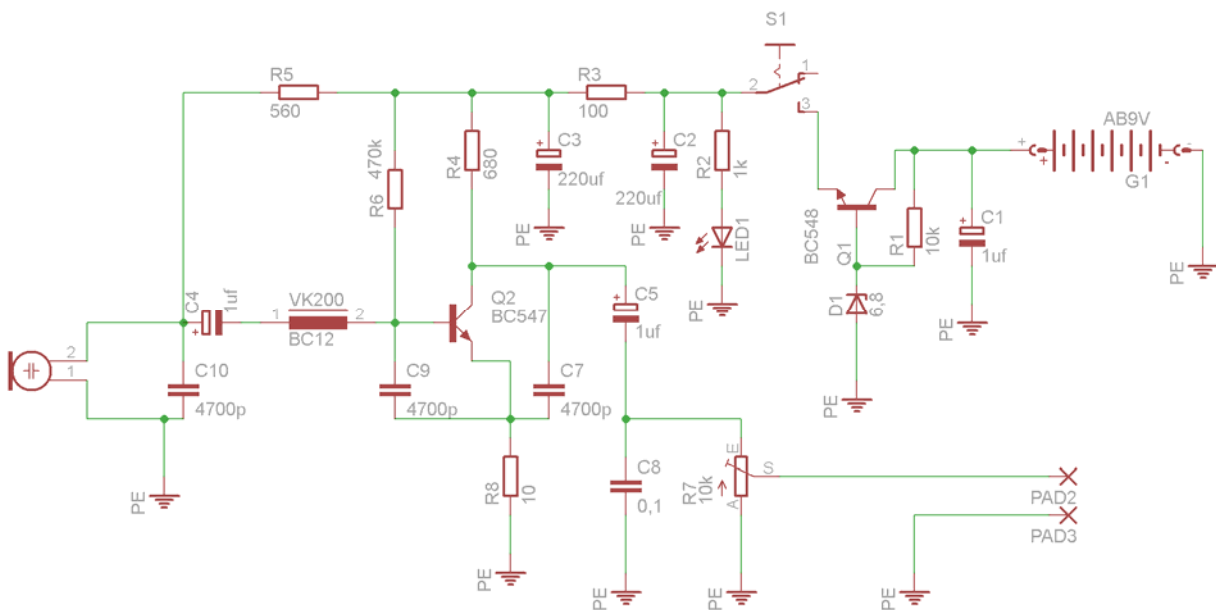 S1
R5
560
R3
100
2
1
3
AB9V
+
+
-
-
G1
470k
R6
R4
680
+
C3
220uf
+
C2
220uf
R2
1k
LED1
BC548
Q1
R1
10k
+
C1
1uf
D1
6,8
PE
PE
PE
PE
PE
PE
C4
+
1uf
VK200
1
2
BC12
Q2
BC547
+
C5
1uf
2
1
C10
4700p
C9
4700p
C7
4700p
R8
10
C8
0,1
R7
10k
E
A
S
PAD2
PAD3
PE
PE
PE
PE
PE